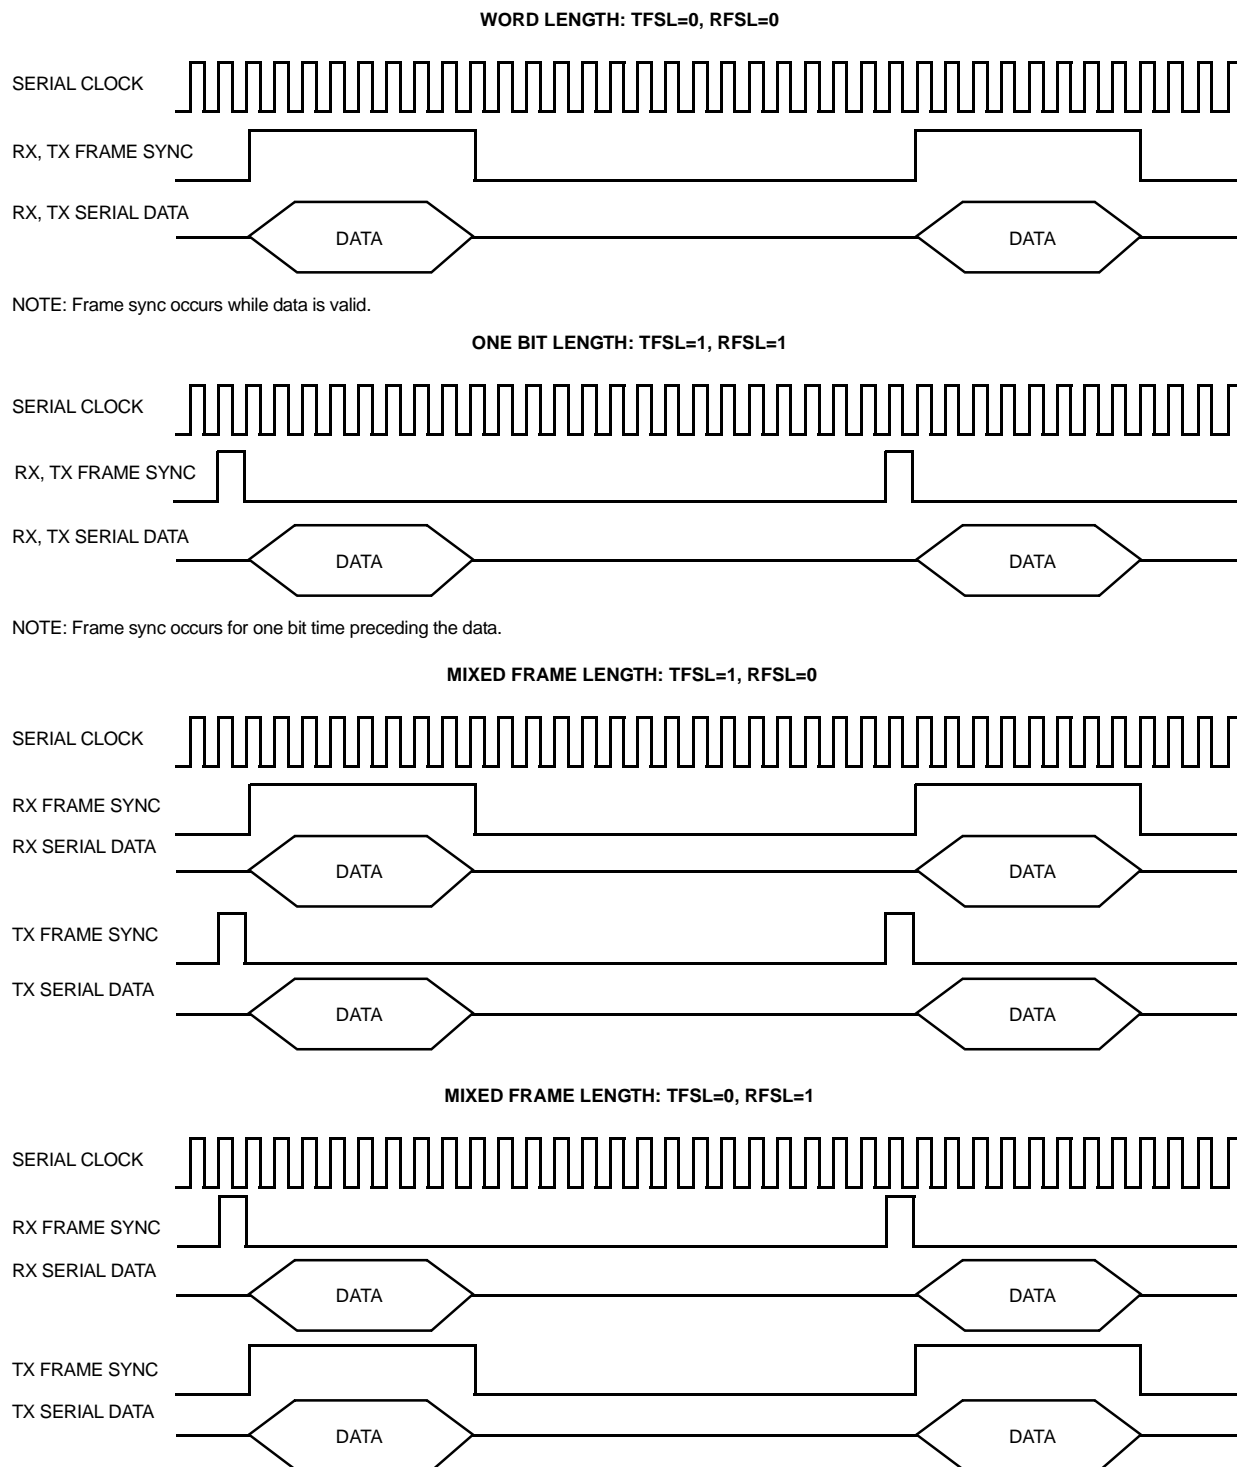 WORD LENGTH: TFSL=0, RFSL=0
SERIAL CLOCK
RX, TX FRAME SYNC
RX, TX SERIAL DATA
DATA DATA
NOTE: Frame sync occurs while data is valid.
ONE BIT LENGTH: TFSL=1, RFSL=1
SERIAL CLOCK
RX, TX FRAME SYNC
RX, TX SERIAL DATA
DATA DATA
NOTE: Frame sync occurs for one bit time preceding the data.
MIXED FRAME LENGTH: TFSL=1, RFSL=0
SERIAL CLOCK
RX FRAME SYNC
RX SERIAL DATA
DATA DATA
TX FRAME SYNC
TX SERIAL DATA
DATA DATA
MIXED FRAME LENGTH: TFSL=0, RFSL=1
SERIAL CLOCK
RX FRAME SYNC
RX SERIAL DATA
DATA DATA
TX FRAME SYNC
TX SERIAL DATA
DATA DATA